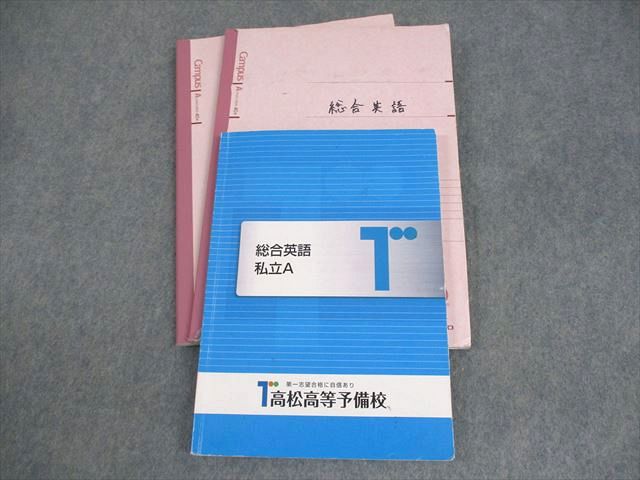 Campus
A
Campus
A
総合英語
総合英語
私立A
第一志望合格に自信あり
高松高等予備校